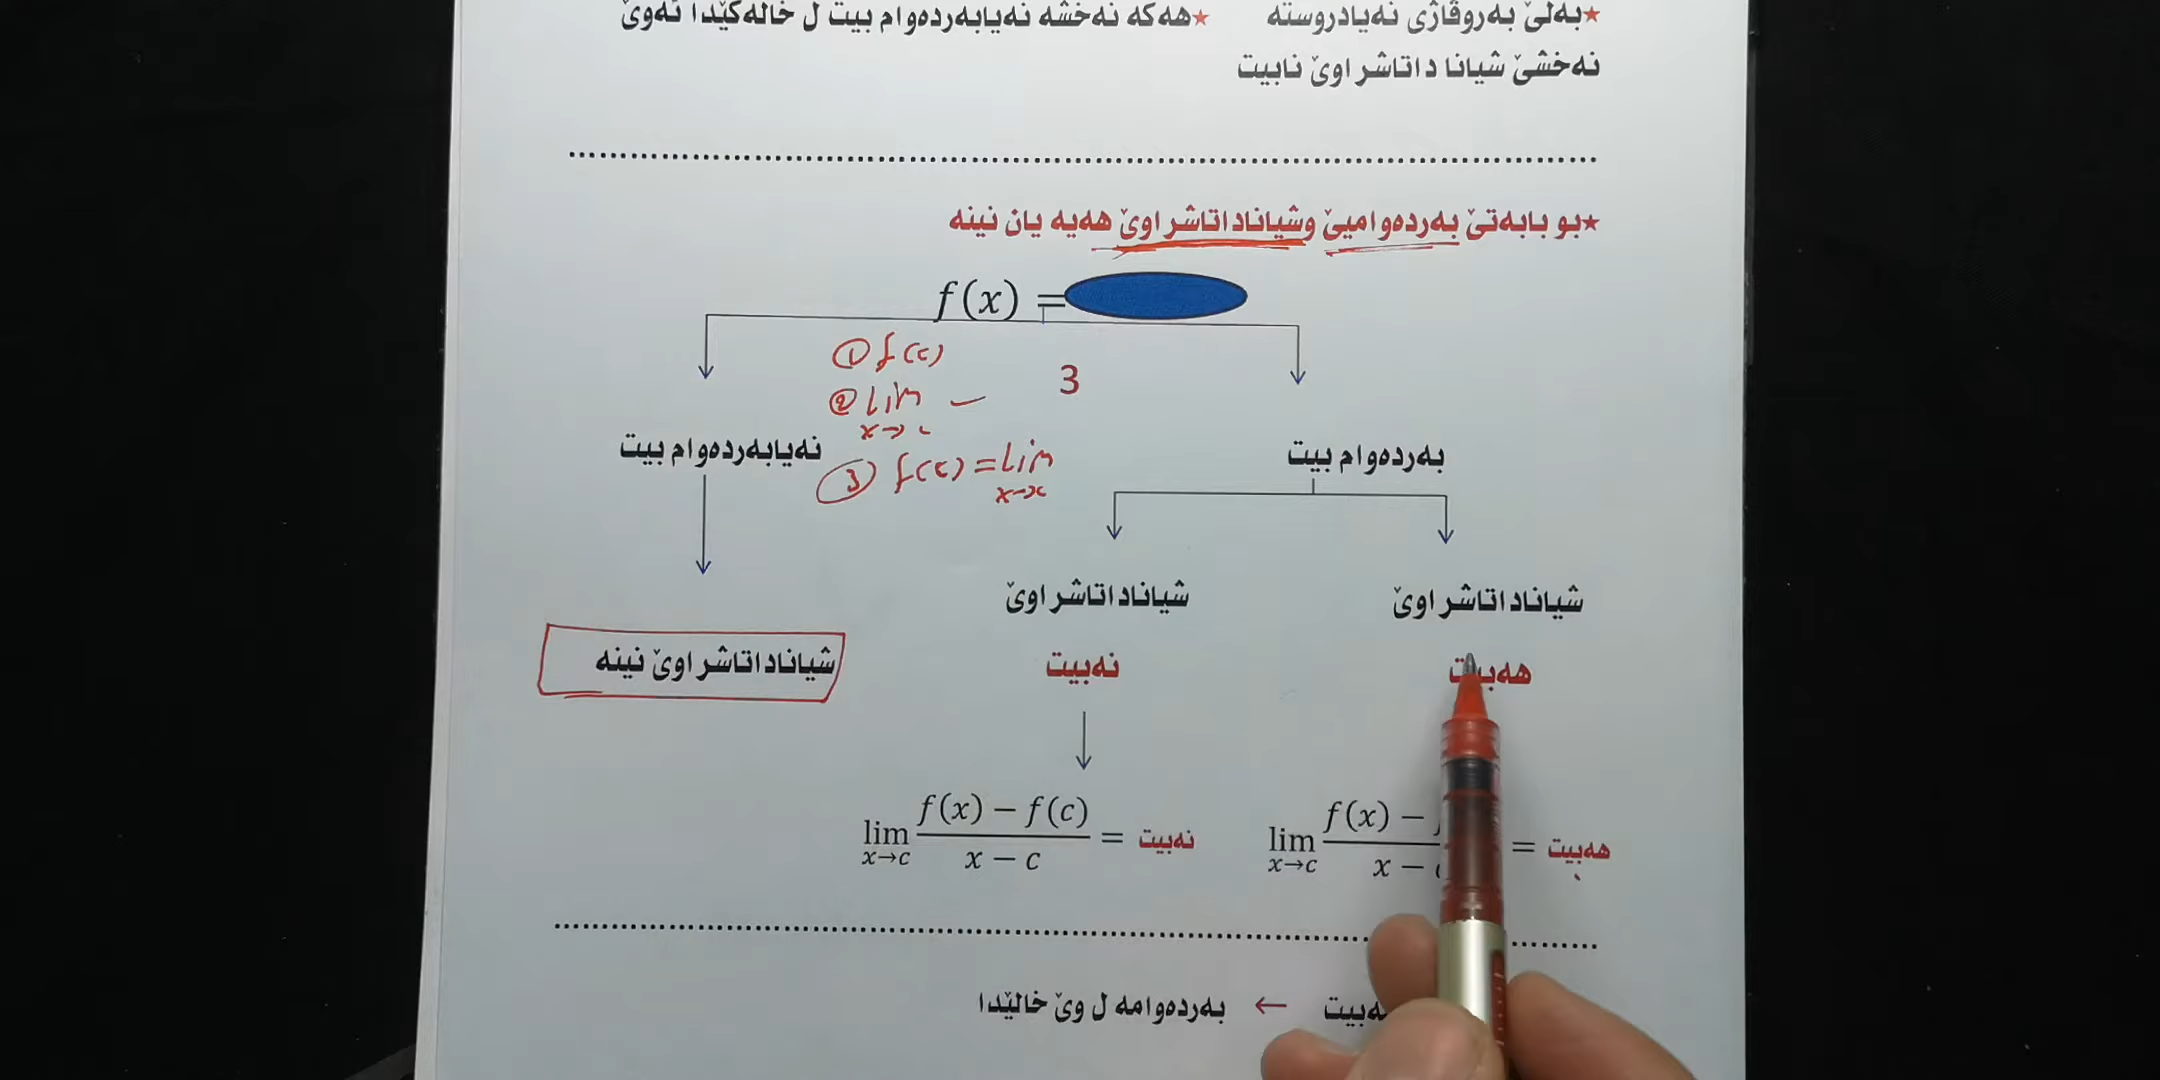 ★بەلێ بەروڤاژی نەیادروستە ★هەکە نەخشە نەیابەردەوام بیت ل خالەکێدا ئەوێ
نەخشێ شیانا داتاشراوێ نابیت
★بو بابەتێ بەردەوامیێ وشیاناداتاشراوێ هەیە یان نینە
f(x) =
① f(c)
3
② lim x→c
نەیابەردەوام بیت
بەردەوام بیت
③ f(c) = lim x→c
شیاناداتاشراوێ
شیاناداتاشراوێ
شیاناداتاشراوێ نینە
نەبیت
هەبیت
lim x→c f(x) − f(c) / x − c = نەبیت
lim x→c f(x) − / x − = هەبیت
← بەردەوامە ل وێ خالێدا